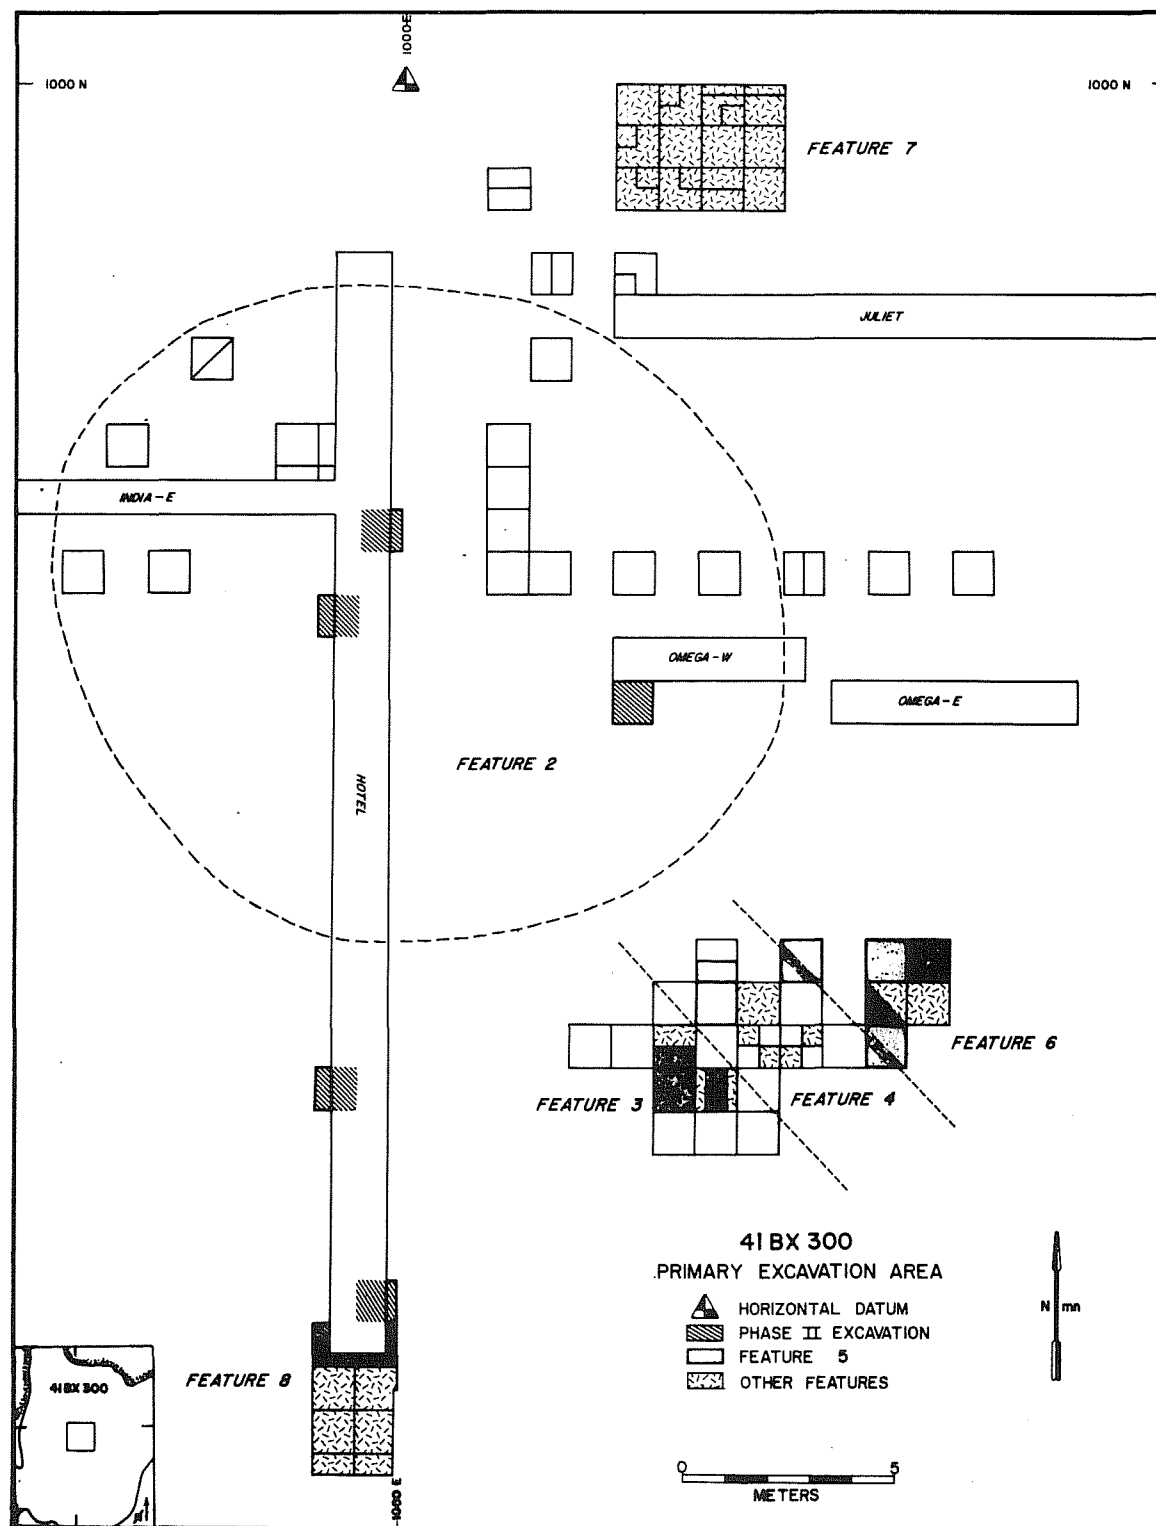 1000 E
1000 N
1000 N
FEATURE 7
JULIET
INDIA-E
OMEGA-W
OMEGA-E
FEATURE 2
HOTEL
FEATURE 6
FEATURE 3
FEATURE 4
41 BX 300
PRIMARY EXCAVATION AREA
HORIZONTAL DATUM
PHASE II EXCAVATION
FEATURE 5
OTHER FEATURES
N mn
FEATURE 8
41 BX 300
0 5
METERS